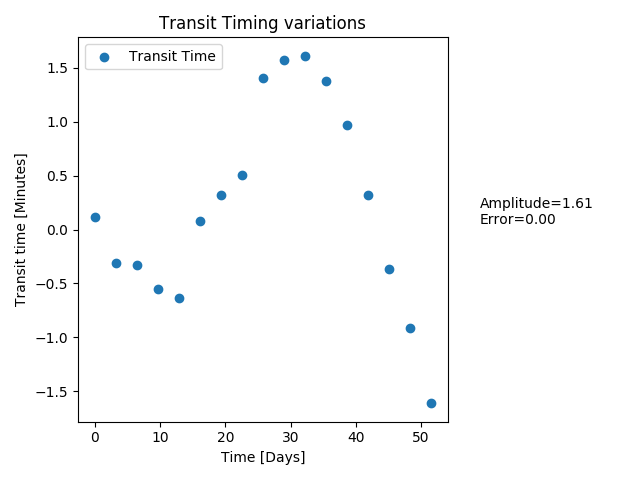 Transit Timing variations
Transit Time
Transit time [Minutes]
1.5
1.0
0.5
0.0
−0.5
−1.0
−1.5
0 10 20 30 40 50
Time [Days]
Amplitude=1.61
Error=0.00